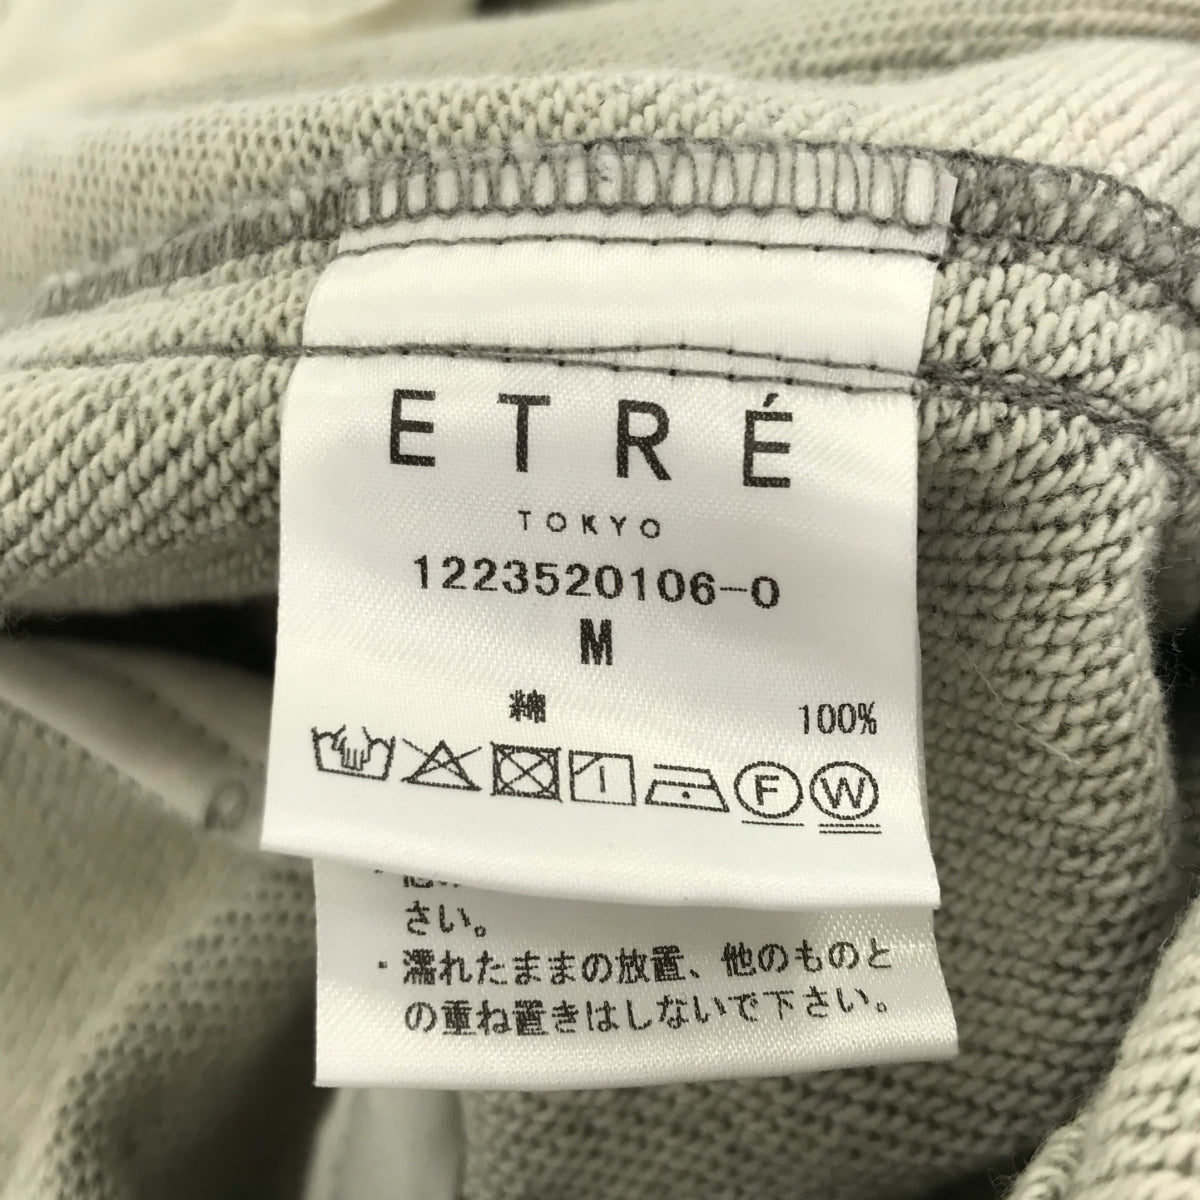 ETRÉ
TOKYO
1223520106-0
M
綿 100%
F W
さい。
・濡れたままの放置、他のものと
の重ね置きはしないで下さい。